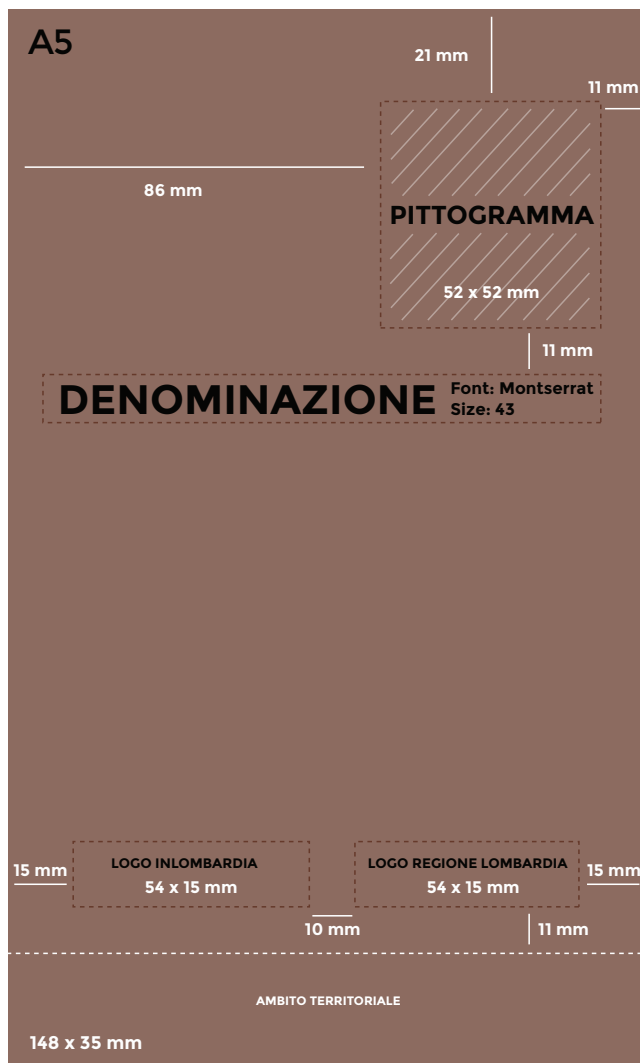 A5
21 mm
11 mm
86 mm
PITTOGRAMMA
52 x 52 mm
11 mm
DENOMINAZIONE
Font: Montserrat
Size: 43
LOGO INLOMBARDIA
54 x 15 mm
LOGO REGIONE LOMBARDIA
54 x 15 mm
15 mm
15 mm
10 mm
11 mm
AMBITO TERRITORIALE
148 x 35 mm